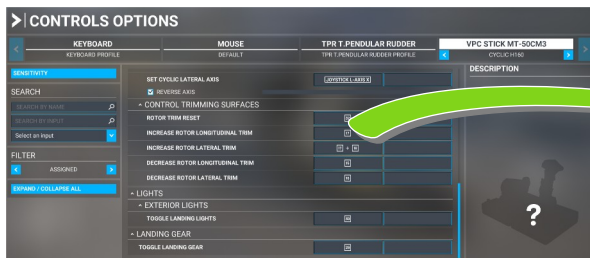 CONTROLS OPTIONS
KEYBOARD
KEYBOARD PROFILE
MOUSE
DEFAULT
TPR T.PENDULAR RUDDER
TPR T.PENDULAR RUDDER PROFILE
VPC STICK MT-50CM3
CYCLIC H160
SENSITIVITY
SEARCH
SEARCH BY NAME
SEARCH BY INPUT
Select an input
FILTER
ASSIGNED
EXPAND / COLLAPSE ALL
SET CYCLIC LATERAL AXIS
JOYSTICK L-AXIS X
REVERSE AXIS
CONTROL TRIMMING SURFACES
ROTOR TRIM RESET
INCREASE ROTOR LONGITUDINAL TRIM
INCREASE ROTOR LATERAL TRIM
DECREASE ROTOR LONGITUDINAL TRIM
DECREASE ROTOR LATERAL TRIM
LIGHTS
EXTERIOR LIGHTS
TOGGLE LANDING LIGHTS
LANDING GEAR
TOGGLE LANDING GEAR
DESCRIPTION
?